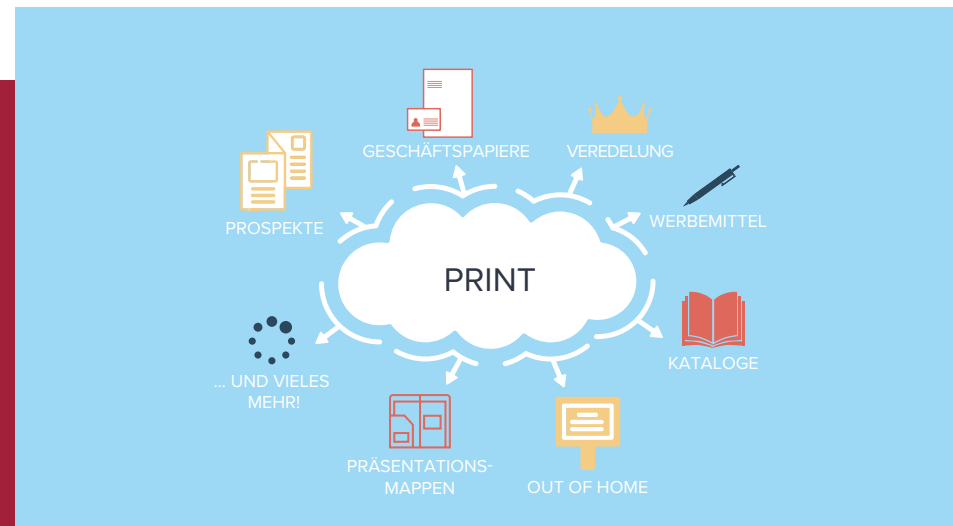 GESCHÄFTSPAPIERE
VEREDELUNG
PROSPEKTE
WERBEMITTEL
PRINT
KATALOGE
... UND VIELES
MEHR!
PRÄSENTATIONS-
MAPPEN
OUT OF HOME